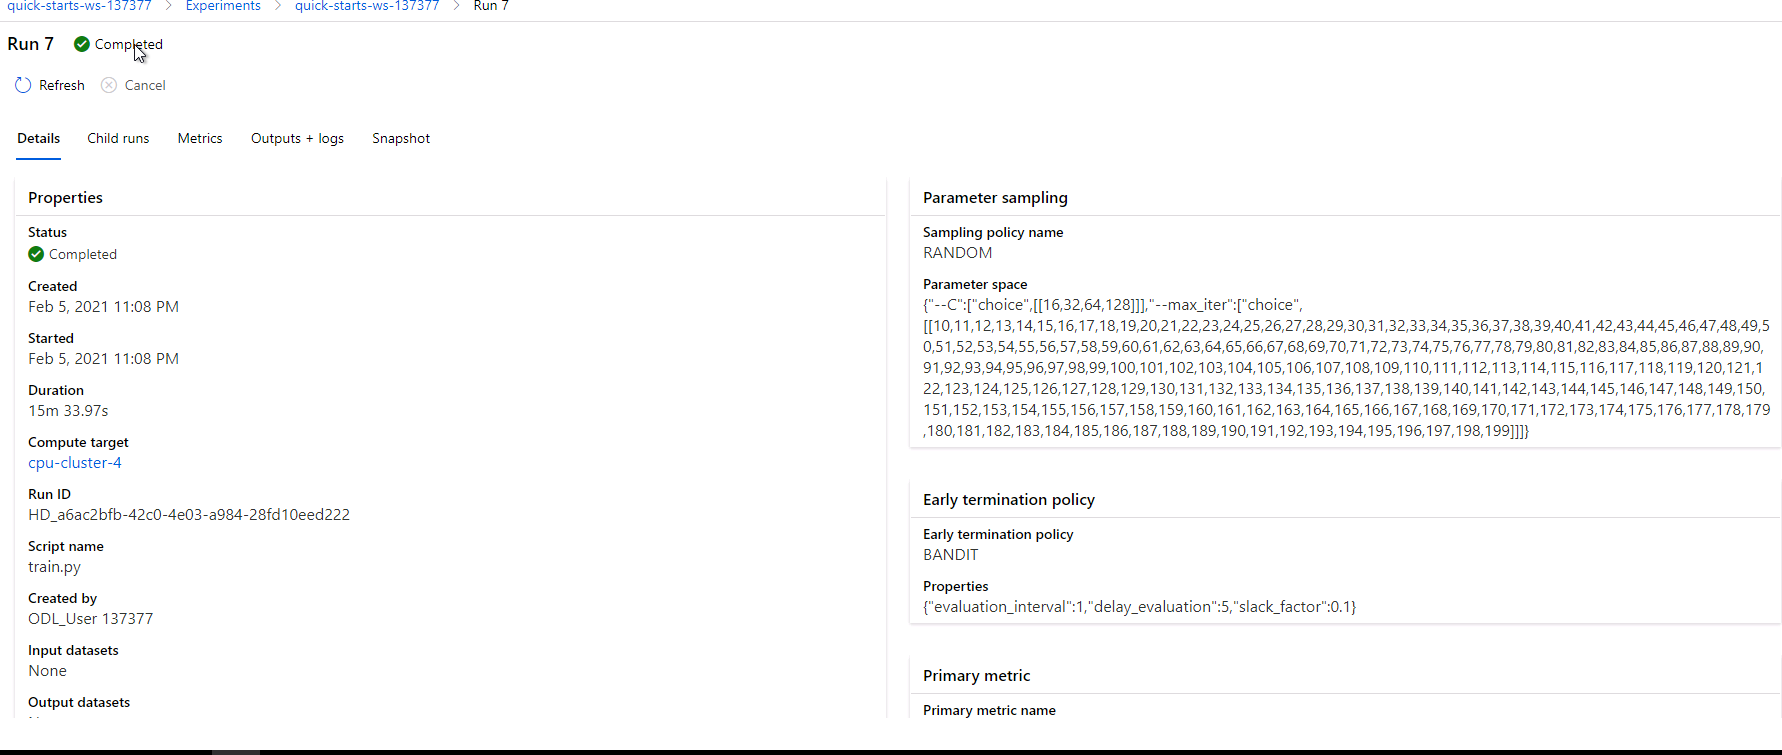 quick-starts-ws-137377 > Experiments > quick-starts-ws-137377 > Run 7
Run 7 Completed
Refresh Cancel
Details Child runs Metrics Outputs + logs Snapshot
Properties
Status
Completed
Created
Feb 5, 2021 11:08 PM
Started
Feb 5, 2021 11:08 PM
Duration
15m 33.97s
Compute target
cpu-cluster-4
Run ID
HD_a6ac2bfb-42c0-4e03-a984-28fd10eed222
Script name
train.py
Created by
ODL_User 137377
Input datasets
None
Output datasets
Parameter sampling
Sampling policy name
RANDOM
Parameter space
{"--C":["choice",[[16,32,64,128]]],"--max_iter":["choice",
[[10,11,12,13,14,15,16,17,18,19,20,21,22,23,24,25,26,27,28,29,30,31,32,33,34,35,36,37,38,39,40,41,42,43,44,45,46,47,48,49,5
0,51,52,53,54,55,56,57,58,59,60,61,62,63,64,65,66,67,68,69,70,71,72,73,74,75,76,77,78,79,80,81,82,83,84,85,86,87,88,89,90,
91,92,93,94,95,96,97,98,99,100,101,102,103,104,105,106,107,108,109,110,111,112,113,114,115,116,117,118,119,120,121,1
22,123,124,125,126,127,128,129,130,131,132,133,134,135,136,137,138,139,140,141,142,143,144,145,146,147,148,149,150,
151,152,153,154,155,156,157,158,159,160,161,162,163,164,165,166,167,168,169,170,171,172,173,174,175,176,177,178,179
,180,181,182,183,184,185,186,187,188,189,190,191,192,193,194,195,196,197,198,199]]]}
Early termination policy
Early termination policy
BANDIT
Properties
{"evaluation_interval":1,"delay_evaluation":5,"slack_factor":0.1}
Primary metric
Primary metric name